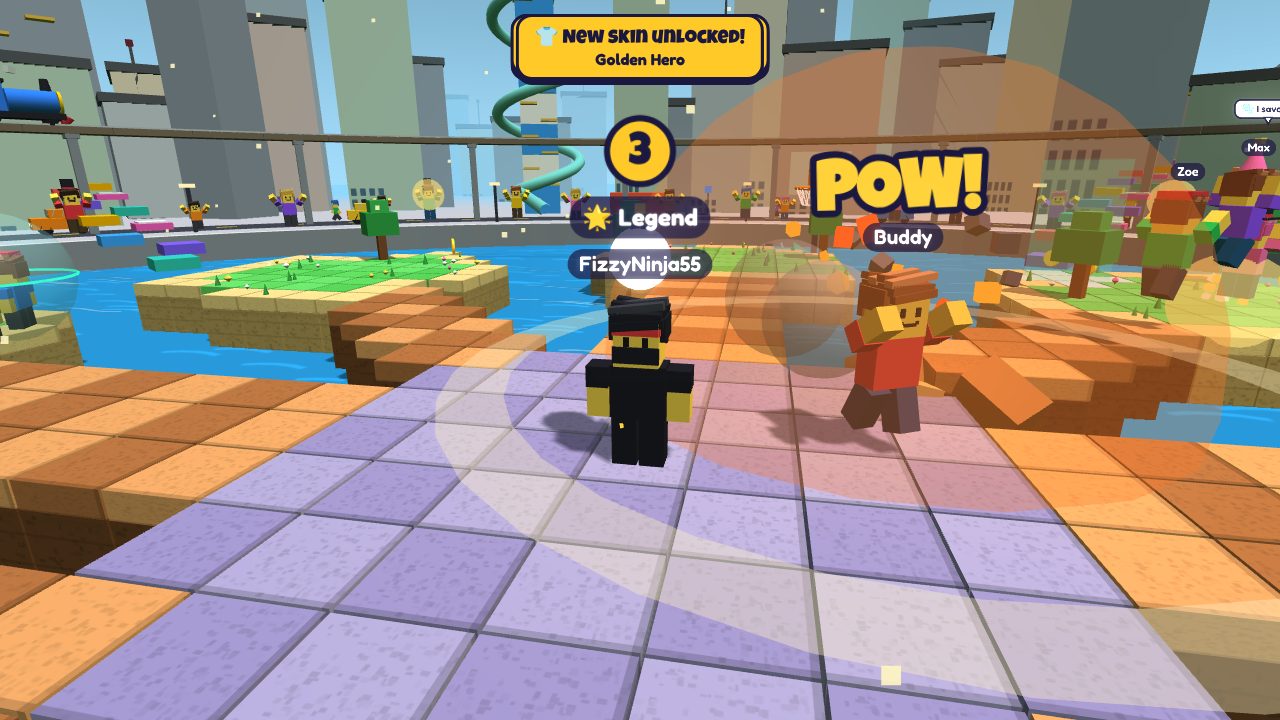 NEW SKIN UNLOCKED!
Golden Hero
3
POW!
Legend
Buddy
FizzyNinja55
I
Max
Zoe